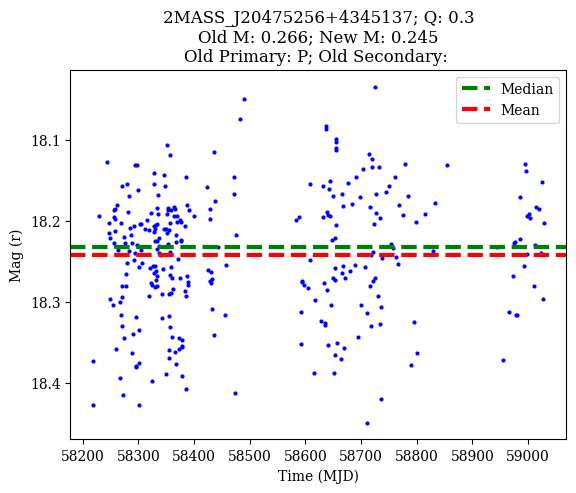 2MASS_J20475256+4345137; Q: 0.3
Old M: 0.266; New M: 0.245
Old Primary: P; Old Secondary:
Median
Mean
18.1
18.2
18.3
18.4
Mag (r)
58200 58300 58400 58500 58600 58700 58800 58900 59000
Time (MJD)